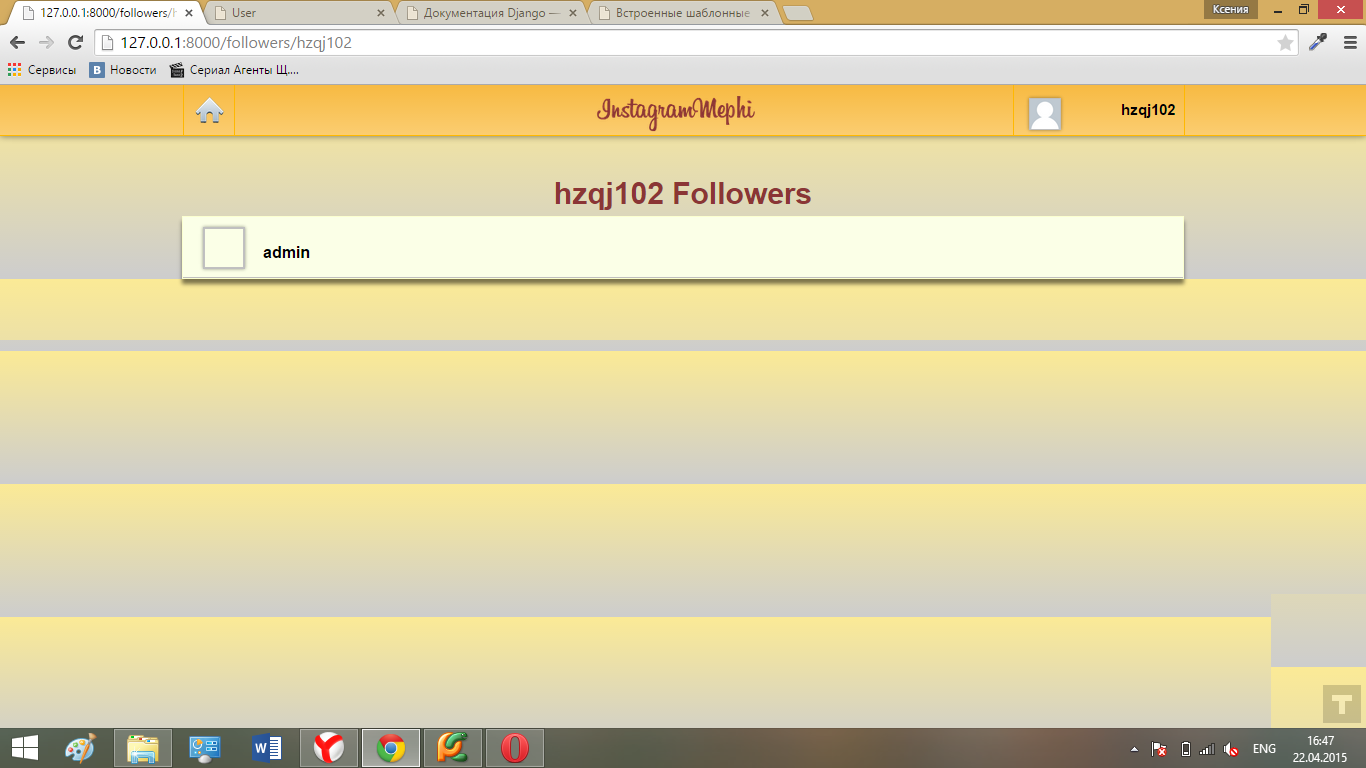 127.0.0.1:8000/followers/h
User
Документация Django —
Встроенные шаблонные
Ксения
127.0.0.1:8000/followers/hzqj102
Сервисы
В Новости
Сериал Агенты Щ....
InstagramMephi
hzqj102
hzqj102 Followers
admin
T
ENG
16:47
22.04.2015